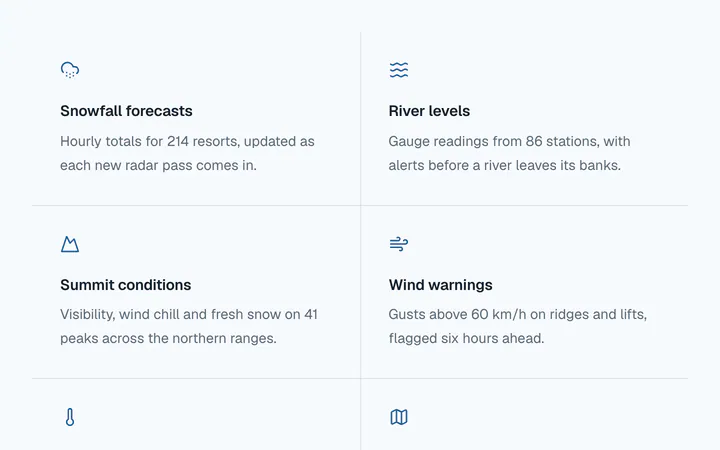 Snowfall forecasts
Hourly totals for 214 resorts, updated as
each new radar pass comes in.
River levels
Gauge readings from 86 stations, with
alerts before a river leaves its banks.
Summit conditions
Visibility, wind chill and fresh snow on 41
peaks across the northern ranges.
Wind warnings
Gusts above 60 km/h on ridges and lifts,
flagged six hours ahead.